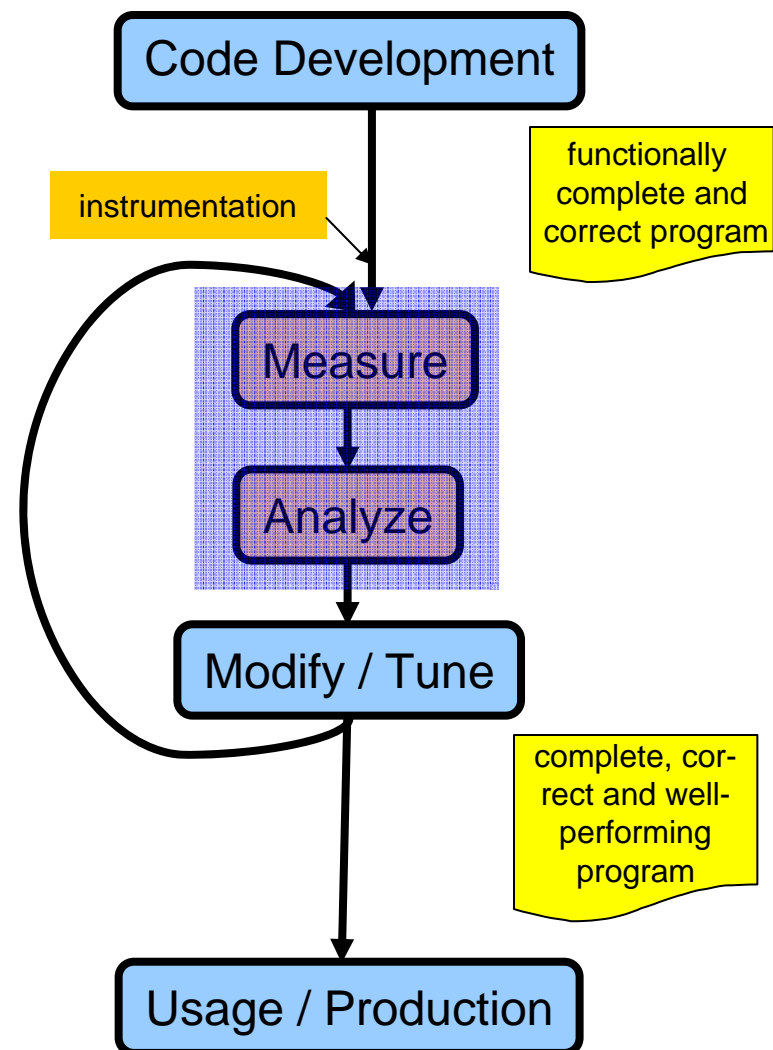 Code Development
functionally
complete and
correct program
instrumentation
Measure
Analyze
Modify / Tune
complete, cor-
rect and well-
performing
program
Usage / Production